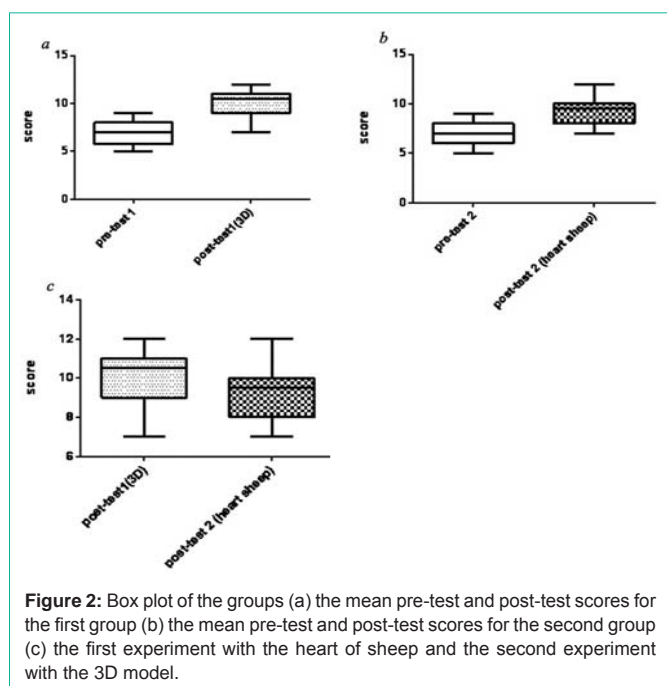 a
15
10
5
0
score
pre-test 1
post-test1(3D)
b
15
10
5
0
score
pre-test 2
post-test 2 (heart sheep)
c
14
12
10
8
6
score
post-test1(3D)
post-test 2 (heart sheep)
Figure 2: Box plot of the groups (a) the mean pre-test and post-test scores for
the first group (b) the mean pre-test and post-test scores for the second group
(c) the first experiment with the heart of sheep and the second experiment
with the 3D model.